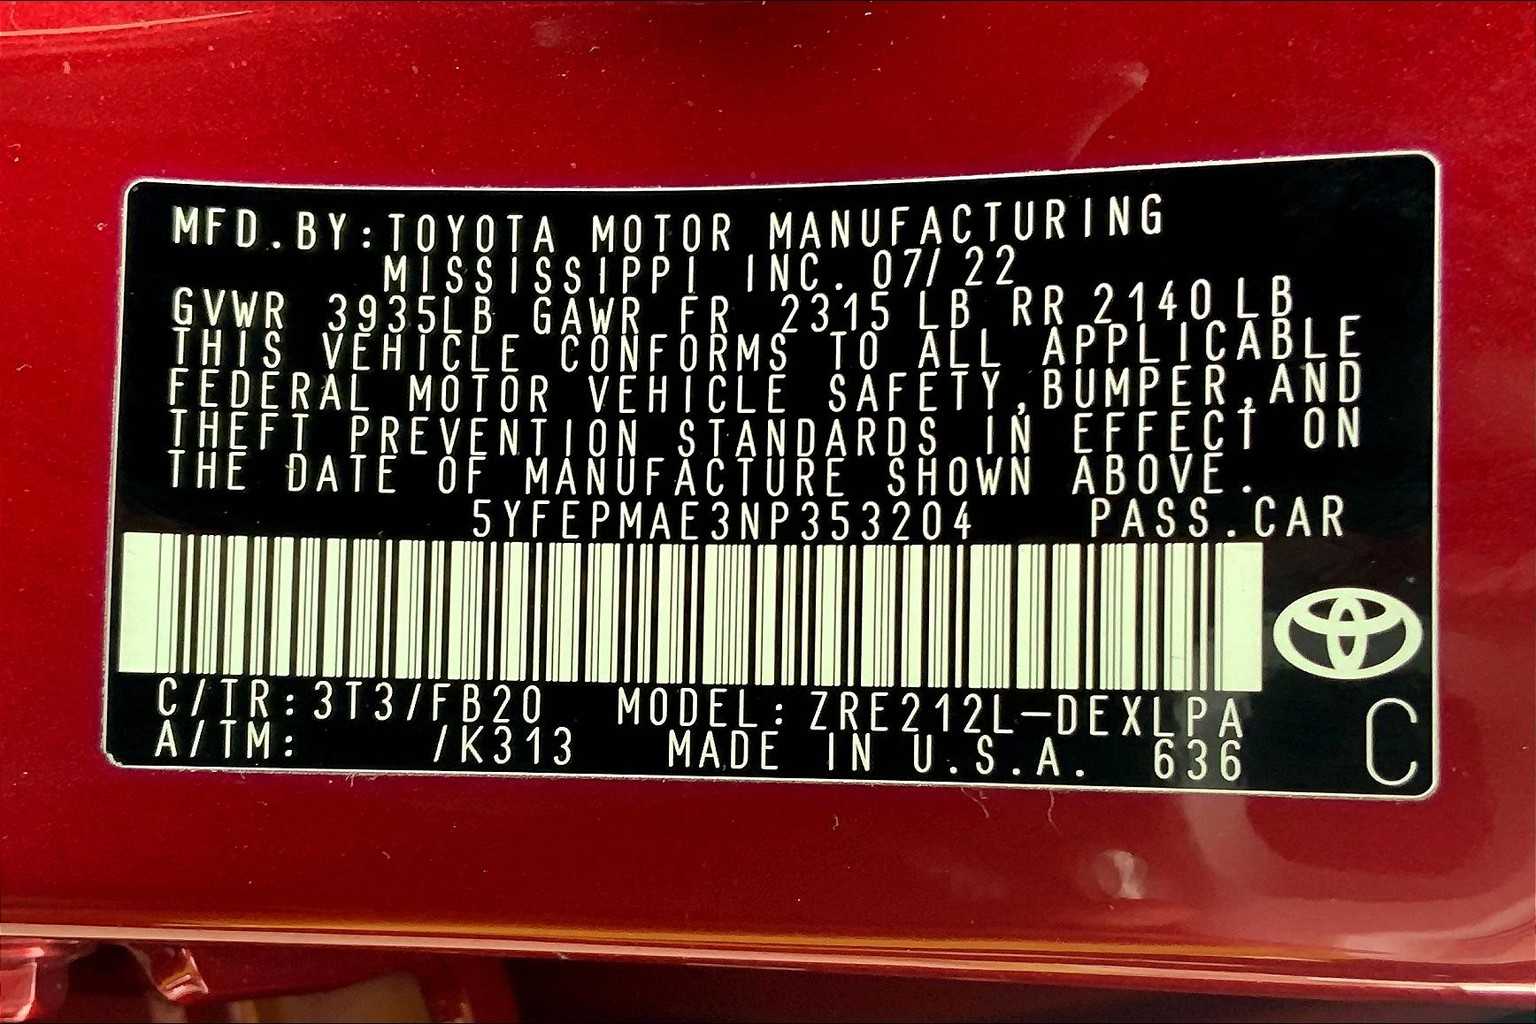 MFD.BY:TOYOTA MOTOR MANUFACTURING
MISSISSIPPI INC. 07/22
GVWR 3935LB GAWR FR 2315 LB RR 2140 LB
THIS VEHICLE CONFORMS TO ALL APPLICABLE
FEDERAL MOTOR VEHICLE SAFETY,BUMPER,AND
THEFT PREVENTION STANDARDS IN EFFECT ON
THE DATE OF MANUFACTURE SHOWN ABOVE.
5YFEPMAE3NP353204 PASS.CAR
C/TR:3T3/FB20 MODEL:ZRE212L-DEXLPA
A/TM: /K313 MADE IN U.S.A. 636
C